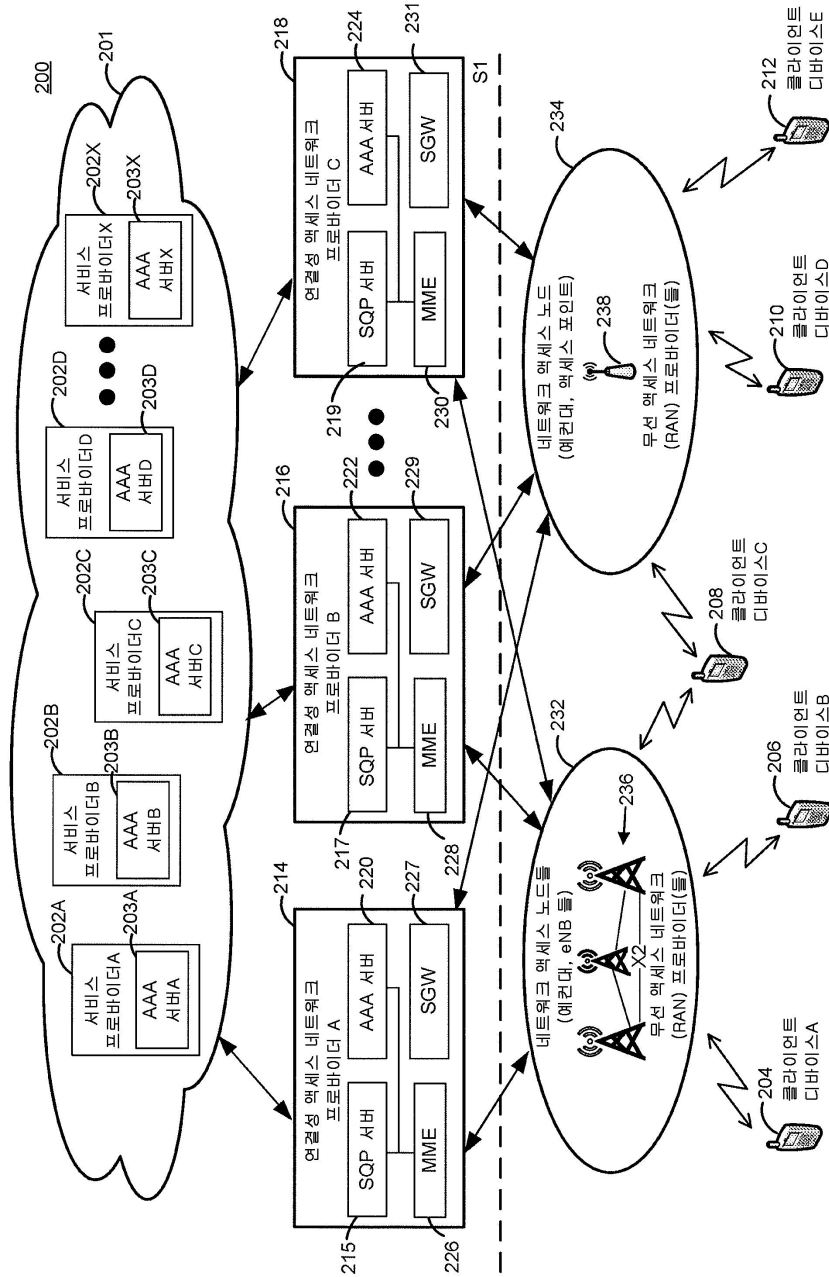 200
201
202A
서비스
프로바이더A
203A
AAA
서버A
202B
서비스
프로바이더B
203B
AAA
서버B
202C
서비스
프로바이더C
203C
AAA
서버C
202D
서비스
프로바이더D
203D
AAA
서버D
202X
서비스
프로바이더X
203X
AAA
서버X
214
연결성 액세스 네트워크
프로바이더 A
215
SQP 서버
220
AAA 서버
226
MME
227
SGW
216
연결성 액세스 네트워크
프로바이더 B
217
SQP 서버
222
AAA 서버
228
MME
229
SGW
218
연결성 액세스 네트워크
프로바이더 C
219
SQP 서버
224
AAA 서버
230
MME
231
SGW
S1
232
네트워크 액세스 노드들
(예컨대, eNB 들)
236
X2
무선 액세스 네트워크
(RAN) 프로바이더(들)
234
네트워크 액세스 노드
(예컨대, 액세스 포인트)
238
무선 액세스 네트워크
(RAN) 프로바이더(들)
204
클라이언트
디바이스A
206
클라이언트
디바이스B
208
클라이언트
디바이스C
210
클라이언트
디바이스D
212
클라이언트
디바이스E